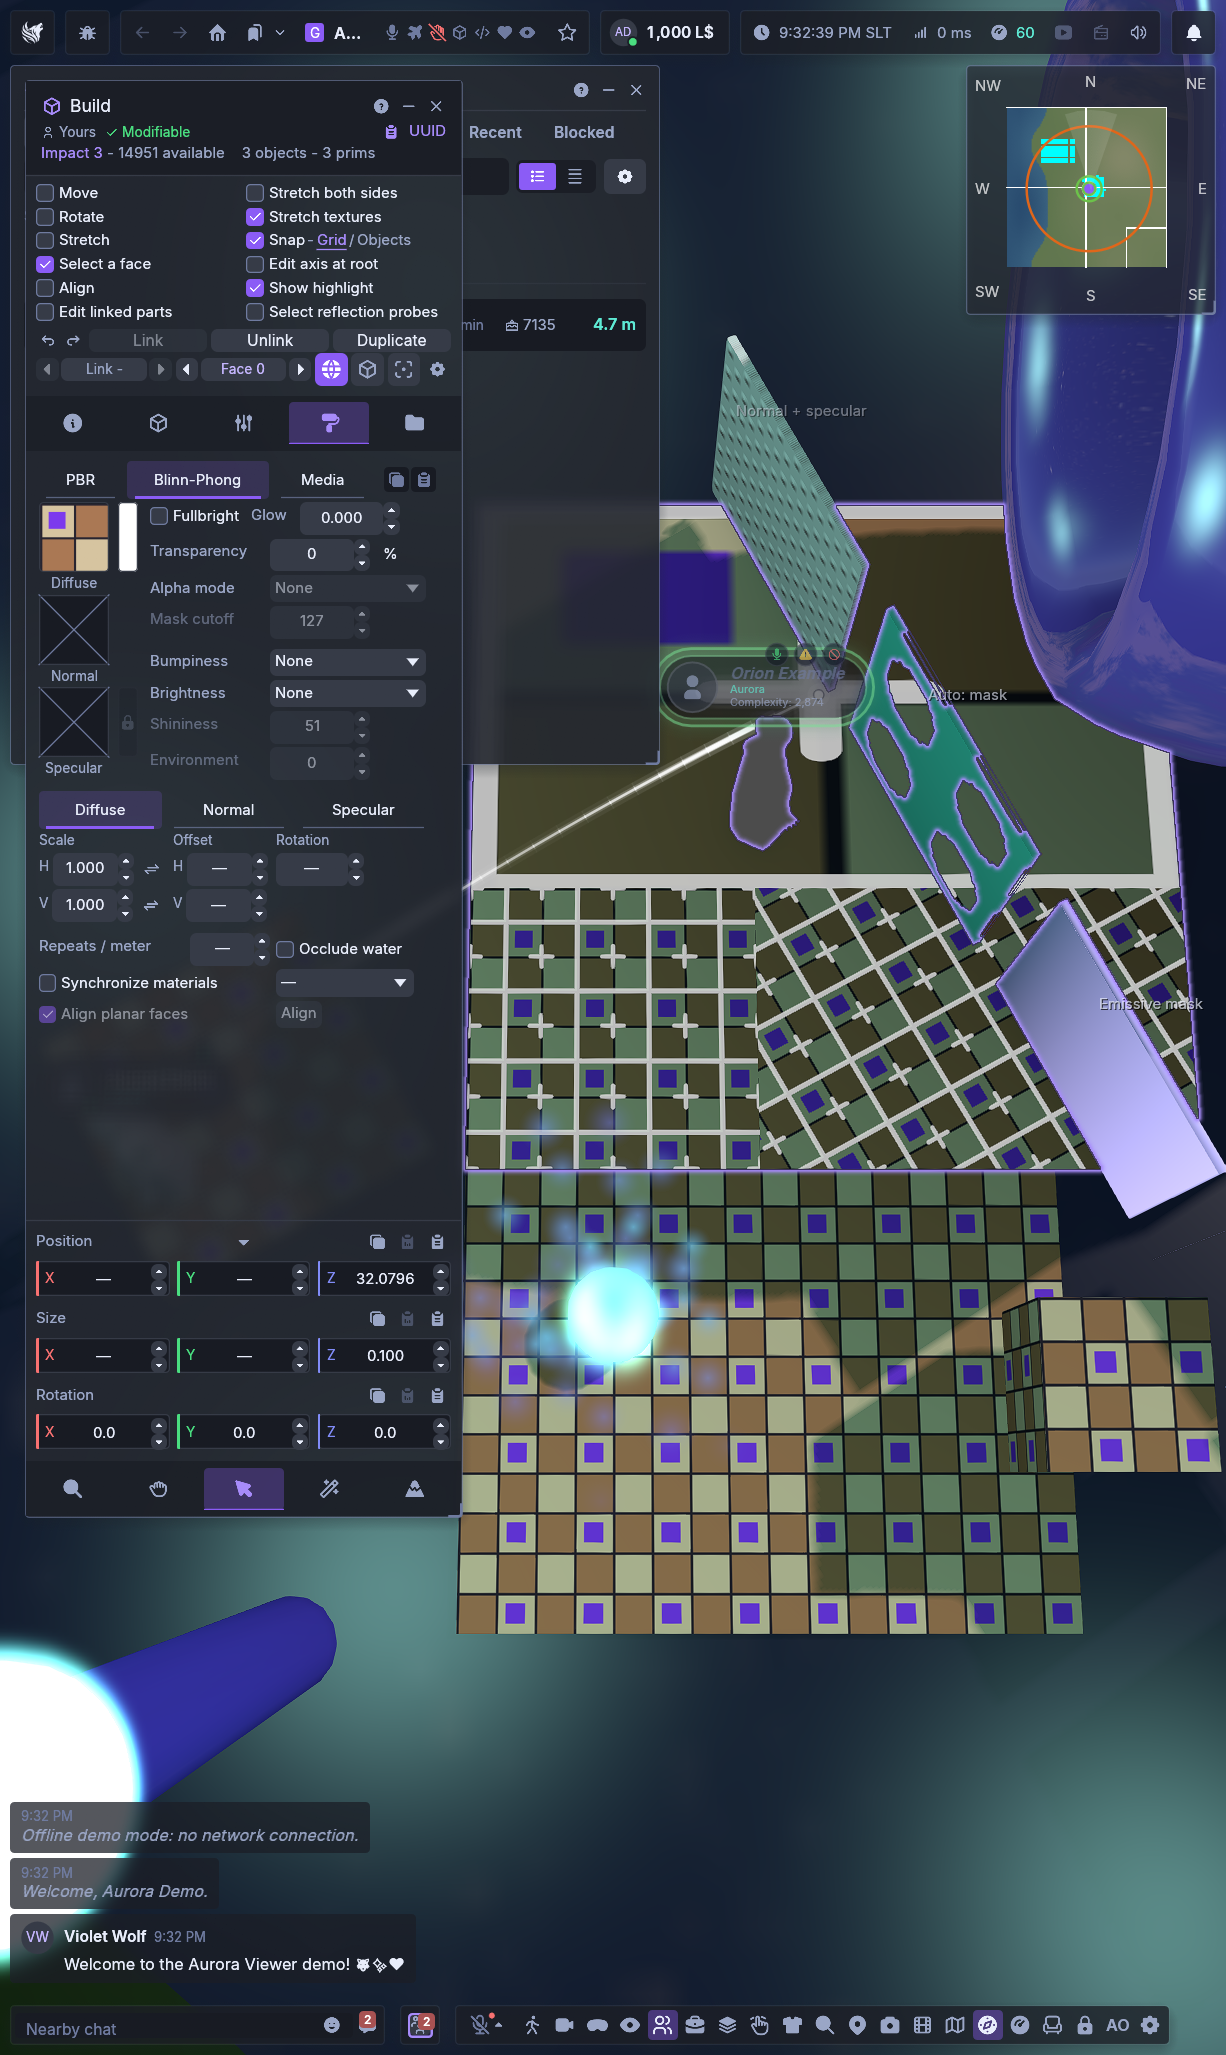 G A...
AD 1,000 L$
9:32:39 PM SLT
0 ms
60
Build
Yours Modifiable UUID
Impact 3 - 14951 available 3 objects - 3 prims
Recent Blocked
Move Stretch both sides
Rotate Stretch textures
Stretch Snap - Grid / Objects
Select a face Edit axis at root
Align Show highlight
Edit linked parts Select reflection probes
min 7135 4.7 m
Link Unlink Duplicate
Link - Face 0
PBR Blinn-Phong Media
Fullbright Glow 0.000
Transparency 0 %
Diffuse
Alpha mode None
Mask cutoff 127
Bumpiness None
Normal
Brightness None
Shininess 51
Environment 0
Specular
Diffuse Normal Specular
Scale Offset Rotation
H 1.000 H — —
V 1.000 V —
Repeats / meter — Occlude water
Synchronize materials —
Align planar faces Align
Position
X — Y — Z 32.0796
Size
X — Y — Z 0.100
Rotation
X 0.0 Y 0.0 Z 0.0
NW N NE
W E
SW S SE
Normal + specular
Orion Example
Aurora
Complexity: 2,874
Auto: mask
Emissive mask
9:32 PM
Offline demo mode: no network connection.
9:32 PM
Welcome, Aurora Demo.
VW Violet Wolf 9:32 PM
Welcome to the Aurora Viewer demo! 🐺✨♥
Nearby chat 2 2 AO